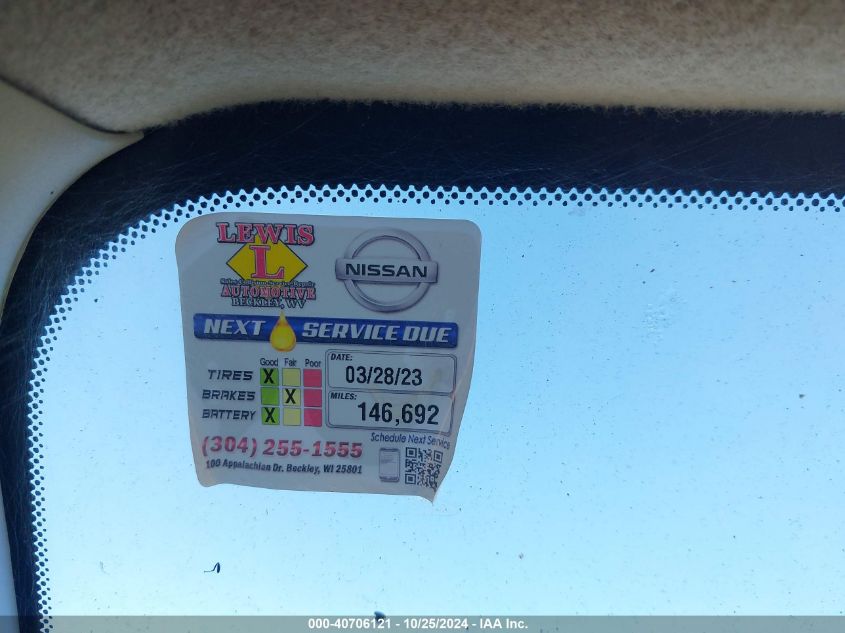 LEWIS
L
AUTOMOTIVE
BECKLEY, WV
NISSAN
NEXT SERVICE DUE
Good Fair Poor
TIRES X
BRAKES X
BATTERY X
DATE:
03/28/23
MILES:
146,692
Schedule Next Service
(304) 255-1555
100 Appalachian Dr. Beckley, WI 25801
000-40706121 - 10/25/2024 - IAA Inc.